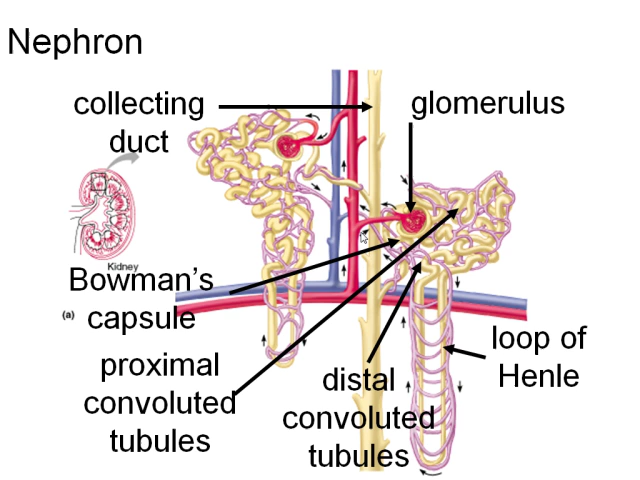 Nephron
collecting
duct
glomerulus
Kidney
Bowman's
capsule
(a)
proximal
convoluted
tubules
distal
convoluted
tubules
loop of
Henle